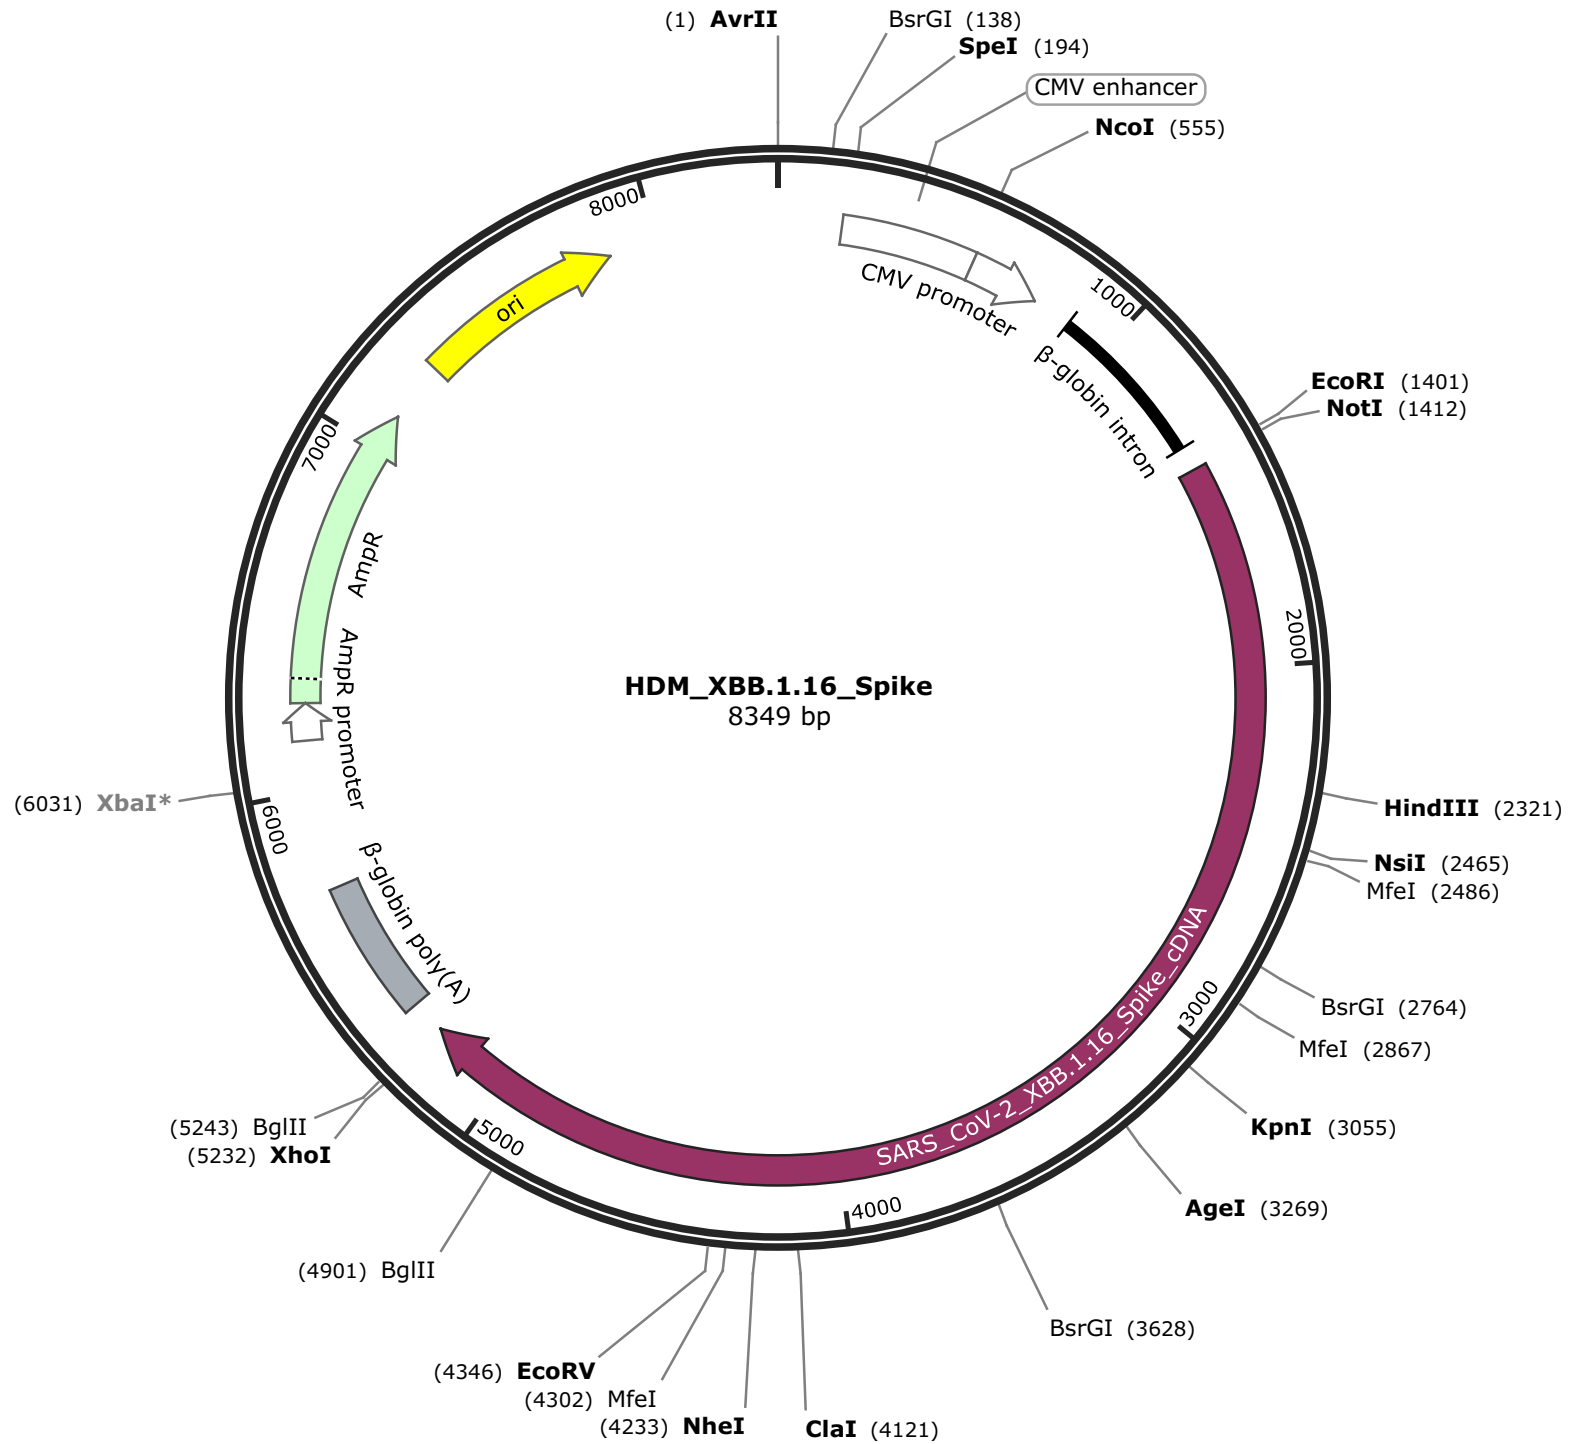 (1) AvrII
BsrGI (138)
SpeI (194)
CMV enhancer
NcoI (555)
8000
ori
CMV promoter
1000
β-globin intron
EcoRI (1401)
NotI (1412)
7000
AmpR
2000
AmpR promoter
HDM_XBB.1.16_Spike
8349 bp
(6031) XbaI*
6000
HindIII (2321)
NsiI (2465)
MfeI (2486)
β-globin poly(A)
SARS_CoV-2_XBB.1.16_Spike_cDNA
3000
BsrGI (2764)
MfeI (2867)
KpnI (3055)
(5243) BglII
(5232) XhoI
5000
4000
AgeI (3269)
(4901) BglII
BsrGI (3628)
(4346) EcoRV
(4302) MfeI
(4233) NheI
ClaI (4121)